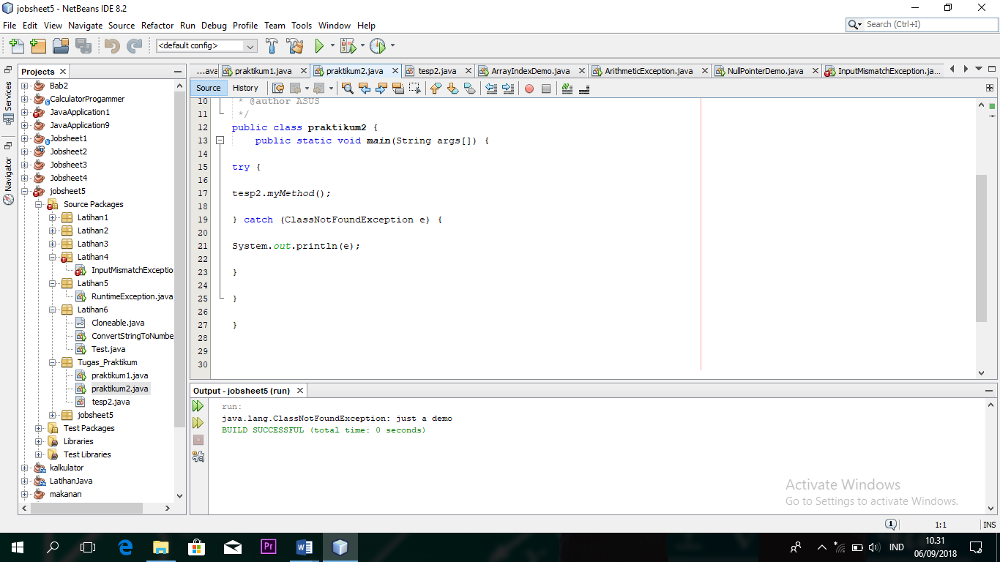 jobsheet5 - NetBeans IDE 8.2
File Edit View Navigate Source Refactor Run Debug Profile Team Tools Window Help
Search (Ctrl+I)
<default config>
Services
Navigator
Projects
Bab2
CalculatorProgammer
JavaApplication1
JavaApplication9
Jobsheet1
Jobsheet2
Jobsheet3
Jobsheet4
jobsheet5
Source Packages
Latihan1
Latihan2
Latihan3
Latihan4
InputMismatchExceptio
Latihan5
RuntimeException.java
Latihan6
Cloneable.java
ConvertStringToNumbe
Test.java
Tugas_Praktikum
praktikum1.java
praktikum2.java
tesp2.java
jobsheet5
Test Packages
Libraries
Test Libraries
kalkulator
LatihanJava
makanan
...ava praktikum1.java praktikum2.java tesp2.java ArrayIndexDemo.java ArithmeticException.java NullPointerDemo.java InputMismatchException.ja...
Source History
10 * @author ASUS
11 */
12 public class praktikum2 {
13 public static void main(String args[]) {
14
15 try {
16
17 tesp2.myMethod();
18
19 } catch (ClassNotFoundException e) {
20
21 System.out.println(e);
22
23 }
24
25 }
26
27 }
28
29
30
Output - jobsheet5 (run)
run:
java.lang.ClassNotFoundException: just a demo
BUILD SUCCESSFUL (total time: 0 seconds)
Activate Windows
Go to Settings to activate Windows.
1 1:1 INS
Pr
IND
10.31
06/09/2018